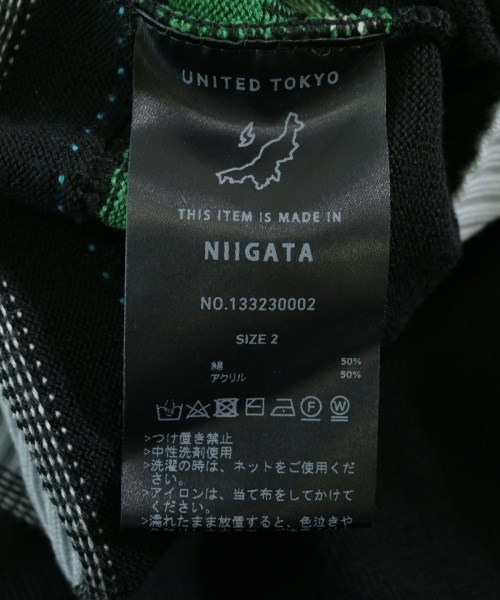 UNITED TOKYO
THIS ITEM IS MADE IN
NIIGATA
NO.133230002
SIZE 2
綿 50%
アクリル 50%
F W
>つけ置き禁止
>中性洗剤使用
>洗濯の時は、ネットをご使用くだ
さい。
>アイロンは、当て布をしてかけて
ください。
>濡れたまま放置すると、色泣きや